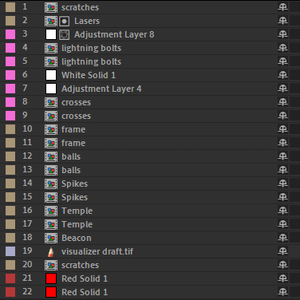 1 scratches
2 Lasers
3 Adjustment Layer 8
4 lightning bolts
5 lightning bolts
6 White Solid 1
7 Adjustment Layer 4
8 crosses
9 crosses
10 frame
11 frame
12 balls
13 balls
14 Spikes
15 Spikes
16 Temple
17 Temple
18 Beacon
19 visualizer draft.tif
20 scratches
21 Red Solid 1
22 Red Solid 1